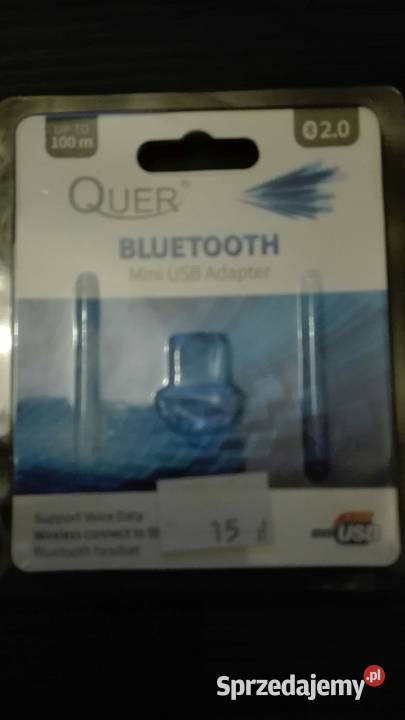 UP TO
100 m
2.0
QUER®
BLUETOOTH
Mini USB Adapter
Support Voice Data
Wireless connect to
Bluetooth headset
15 zł
USB
Sprzedajemy.pl